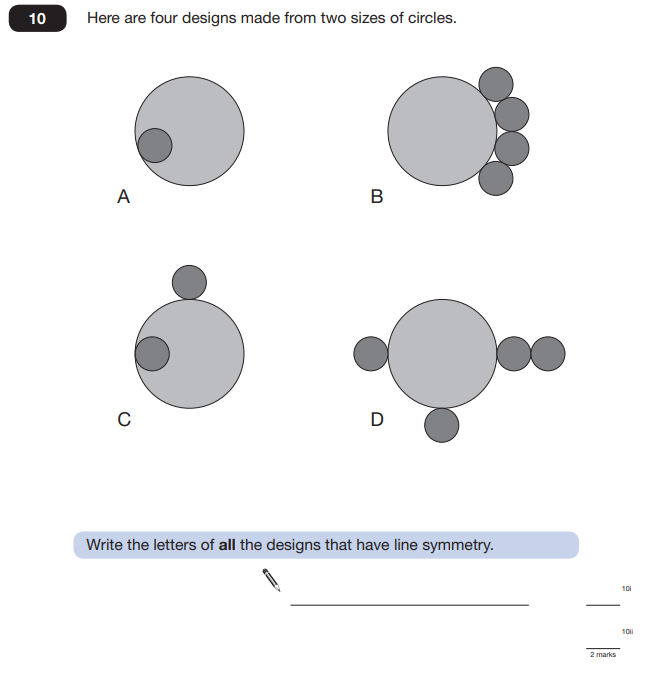 10
Here are four designs made from two sizes of circles.
A
B
C
D
Write the letters of all the designs that have line symmetry.
10i
10ii
2 marks